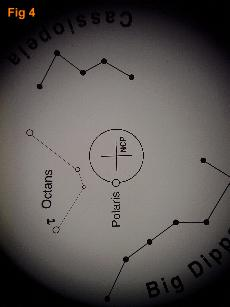 Fig 4
Cassiopeia
NCP
Polaris
τ Octans
Big Dipp